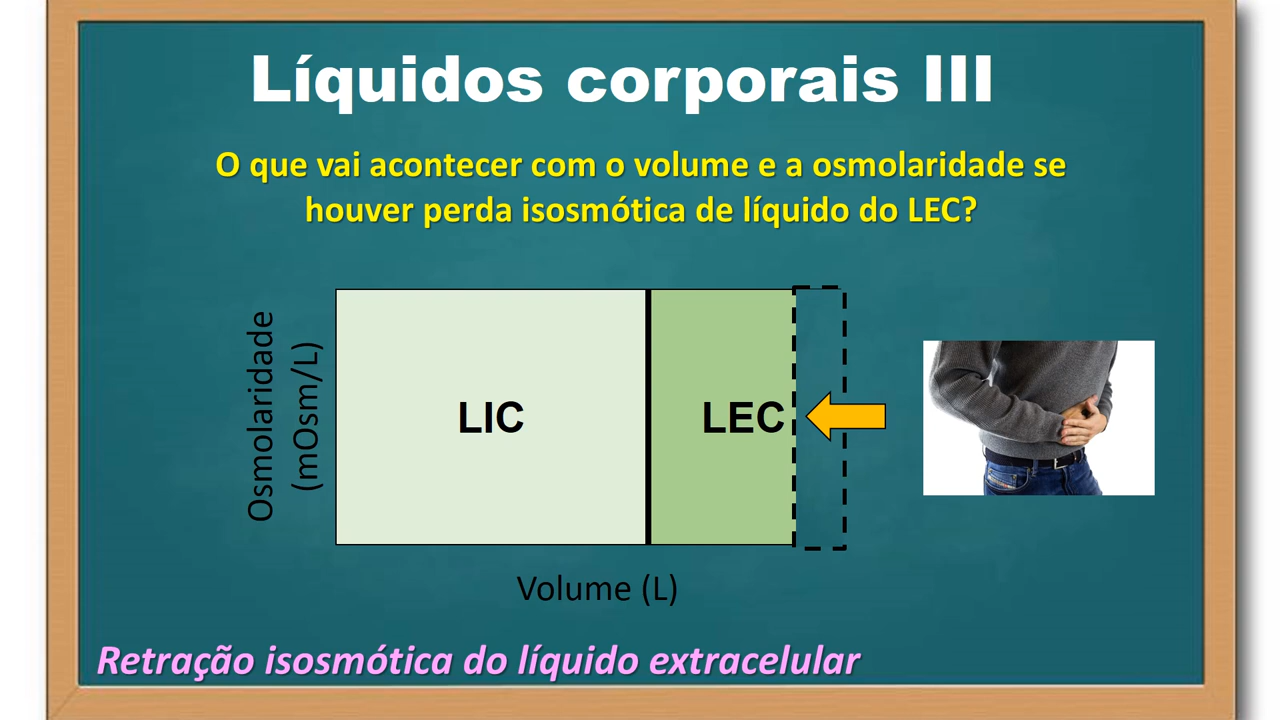 Líquidos corporais III
O que vai acontecer com o volume e a osmolaridade se
houver perda isosmótica de líquido do LEC?
Osmolaridade
(mOsm/L)
LIC
LEC
Volume (L)
Retração isosmótica do líquido extracelular